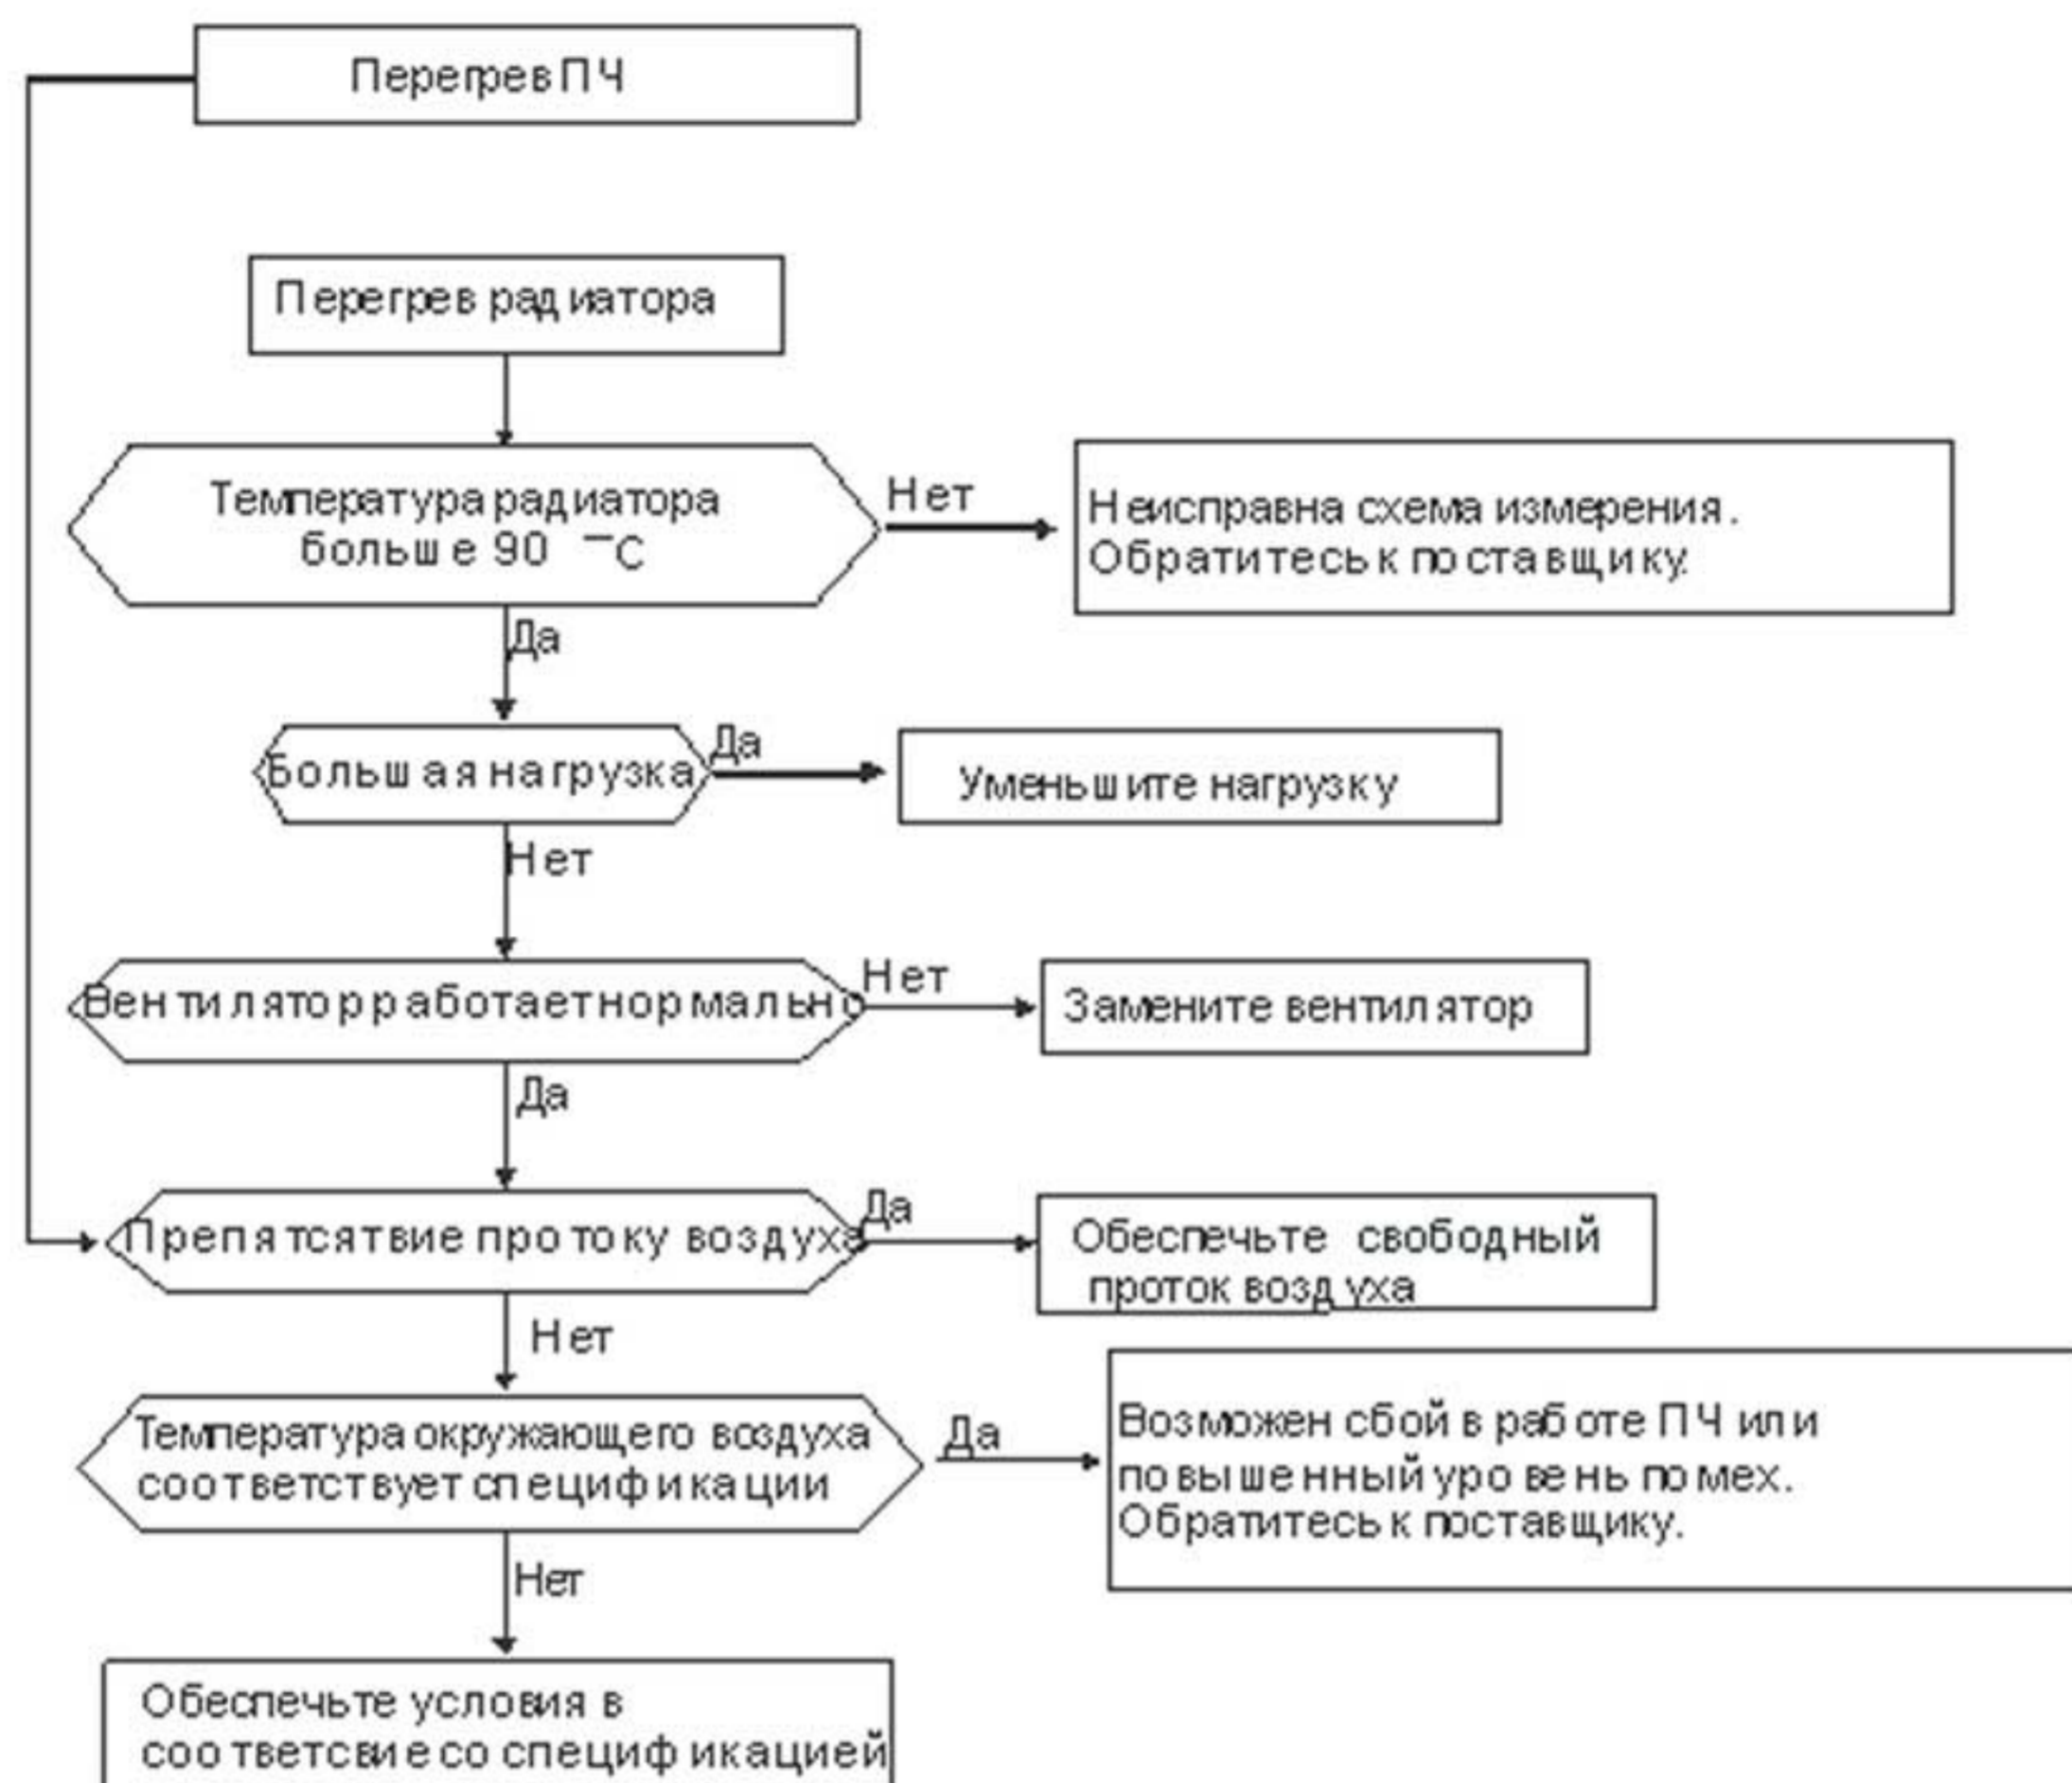 Перегрев ПЧ
Перегрев радиатора
Температура радиатора
больше 90 ‾C
Нет
Неисправна схема измерения.
Обратитесь к поставщику.
Да
Большая нагрузка
Да
Уменьшите нагрузку
Нет
Вентилятор работает нормально
Нет
Замените вентилятор
Да
Препятсятвие протоку воздуха
Да
Обеспечьте свободный
проток воздуха
Нет
Температура окружающего воздуха
соответствует спецификации
Да
Возможен сбой в работе ПЧ или
повышенный уровень помех.
Обратитесь к поставщику.
Нет
Обеспечьте условия в
соответсвие со спецификацией